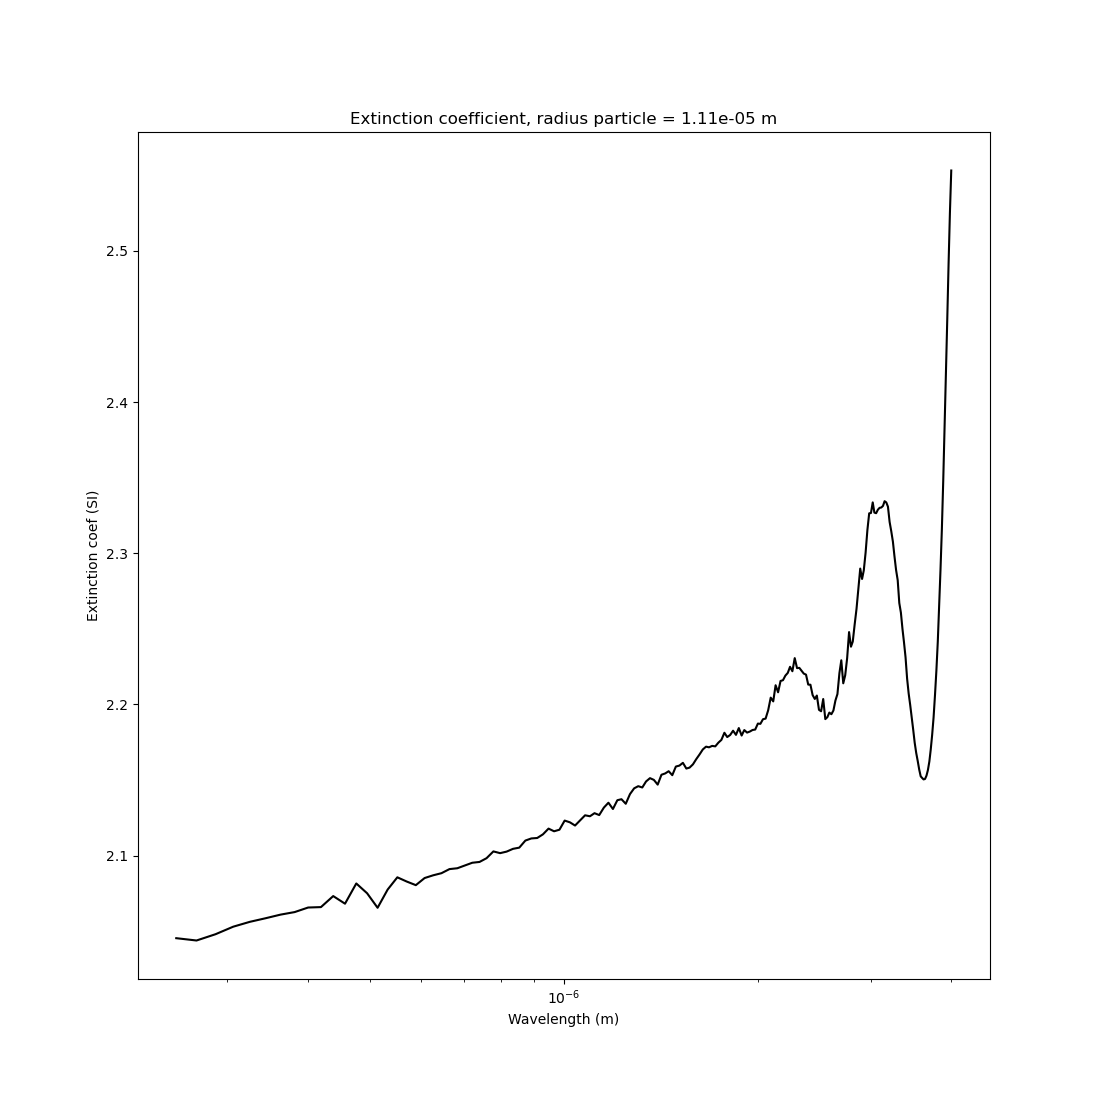 Extinction coefficient, radius particle = 1.11e-05 m
Extinction coef (SI)
2.5
2.4
2.3
2.2
2.1
10⁻⁶
Wavelength (m)